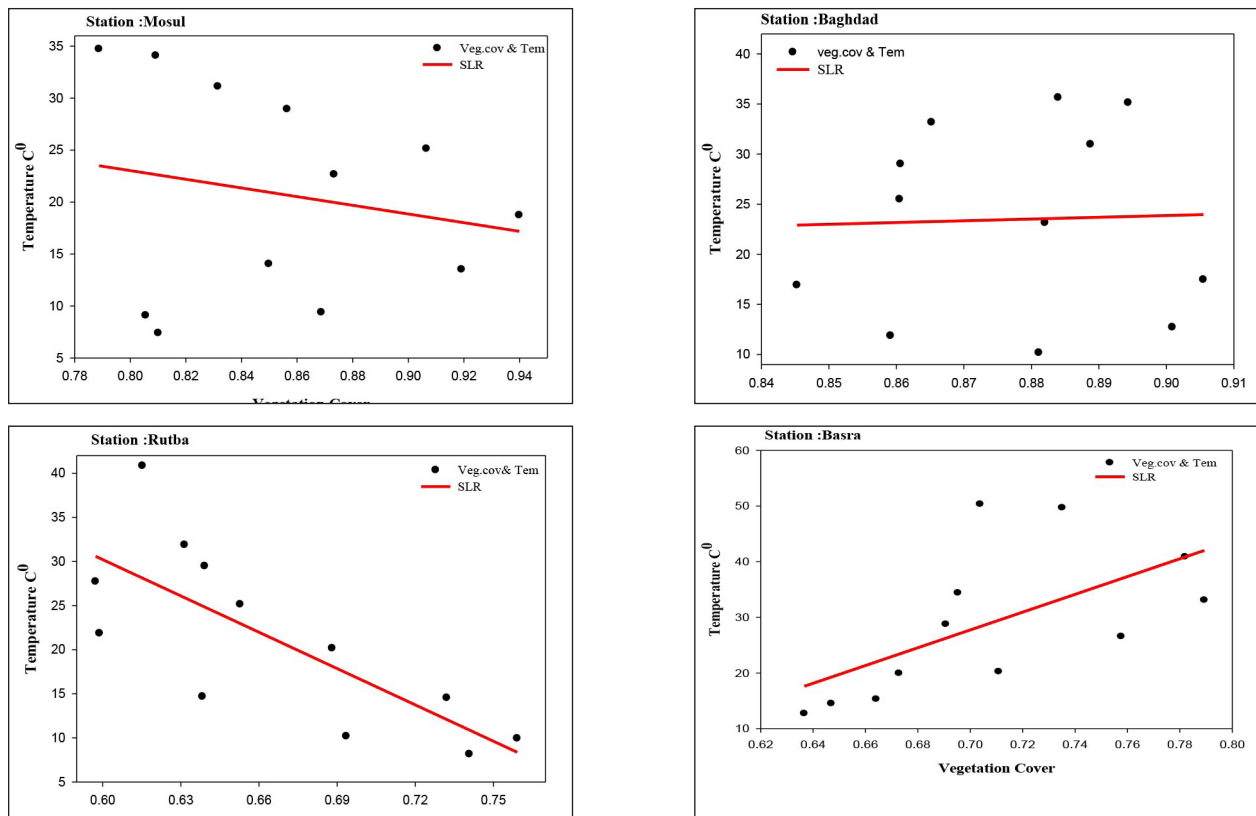 Station :Mosul
Veg.cov & Tem
SLR
35
30
25
20
15
10
5
Temperature C0
0.78 0.80 0.82 0.84 0.86 0.88 0.90 0.92 0.94
Vegetation Cover
Station :Baghdad
veg.cov & Tem
SLR
40
35
30
25
20
15
10
Temperature C0
0.84 0.85 0.86 0.87 0.88 0.89 0.90 0.91
Station :Rutba
Veg.cov& Tem
SLR
40
35
30
25
20
15
10
5
Temperature C0
0.60 0.63 0.66 0.69 0.72 0.75
Station :Basra
Veg.cov & Tem
SLR
60
50
40
30
20
10
Temperature C0
0.62 0.64 0.66 0.68 0.70 0.72 0.74 0.76 0.78 0.80
Vegetation Cover